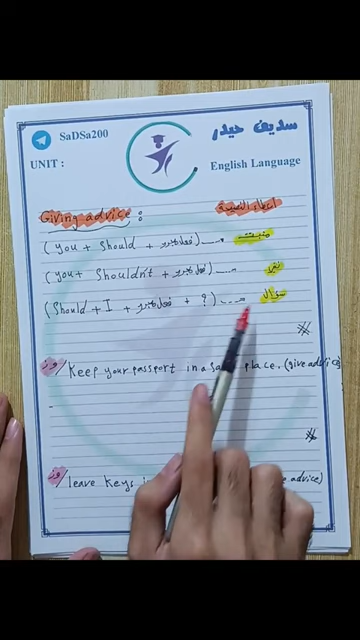 SaDSa200
سديف حيدر
UNIT :
English Language
Giving advice : اعطاء النصيحة
(you + should + فعل مجرد) مثبت
(you + shouldn't + فعل مجرد) نفي
(Should + I + فعل مجرد + ?) سؤال
Keep your passport in a safe place. (give advice)
leave keys advice)